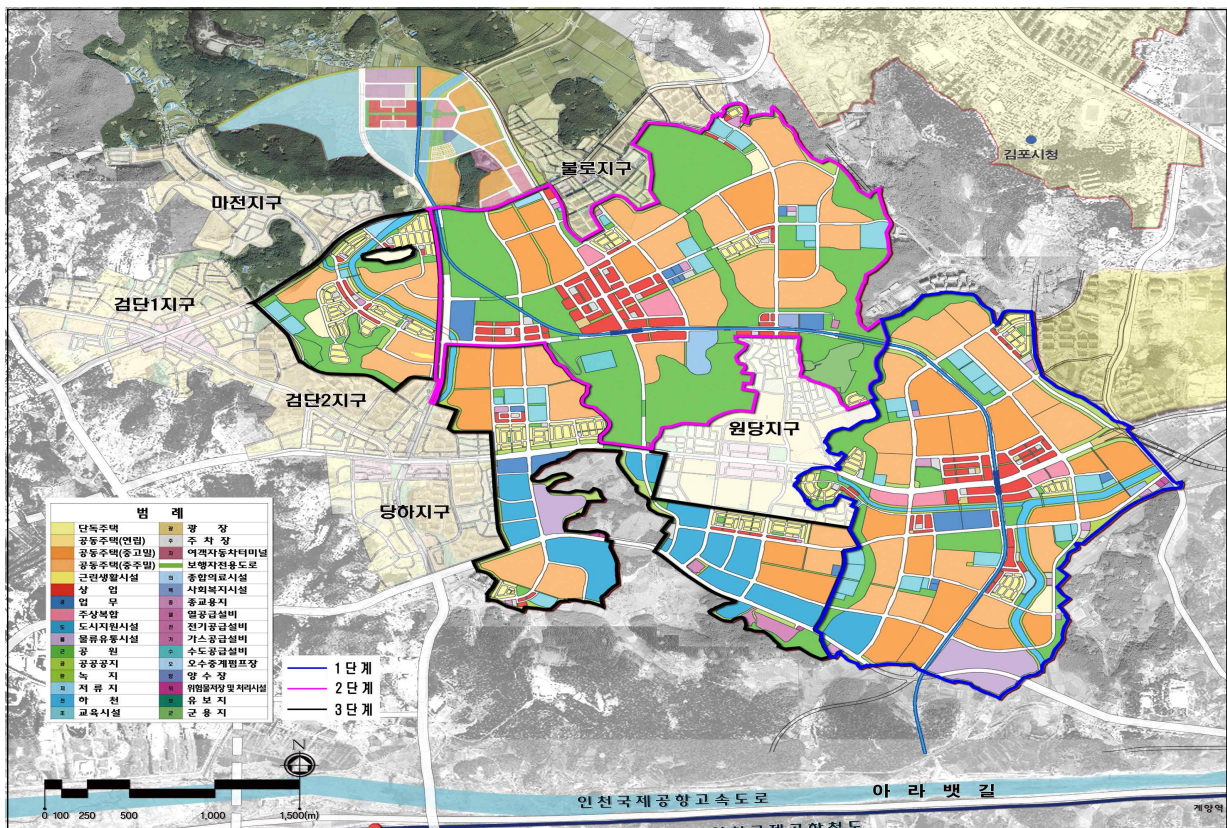 김포시청
불로지구
마전지구
검단1지구
검단2지구
원당지구
당하지구
범 례
단독주택
공동주택(연립)
공동주택(중고밀)
공동주택(중주밀)
근린생활시설
상 업
업 무
주상복합
도시지원시설
물류유통시설
공 원
공공공지
녹 지
저 류 지
하 천
교육시설
광 장
주 차 장
여객자동차터미널
보행자전용도로
종합의료시설
사회복지시설
종교용지
열공급설비
전기공급설비
가스공급설비
수도공급설비
오수중계펌프장
양 수 장
위험물저장 및 처리시설
유 보 지
군 용 지
1단계
2단계
3단계
N
0 100 250 500 1,000 1,500(m)
인천국제공항고속도로
아 라 뱃 길
계양역